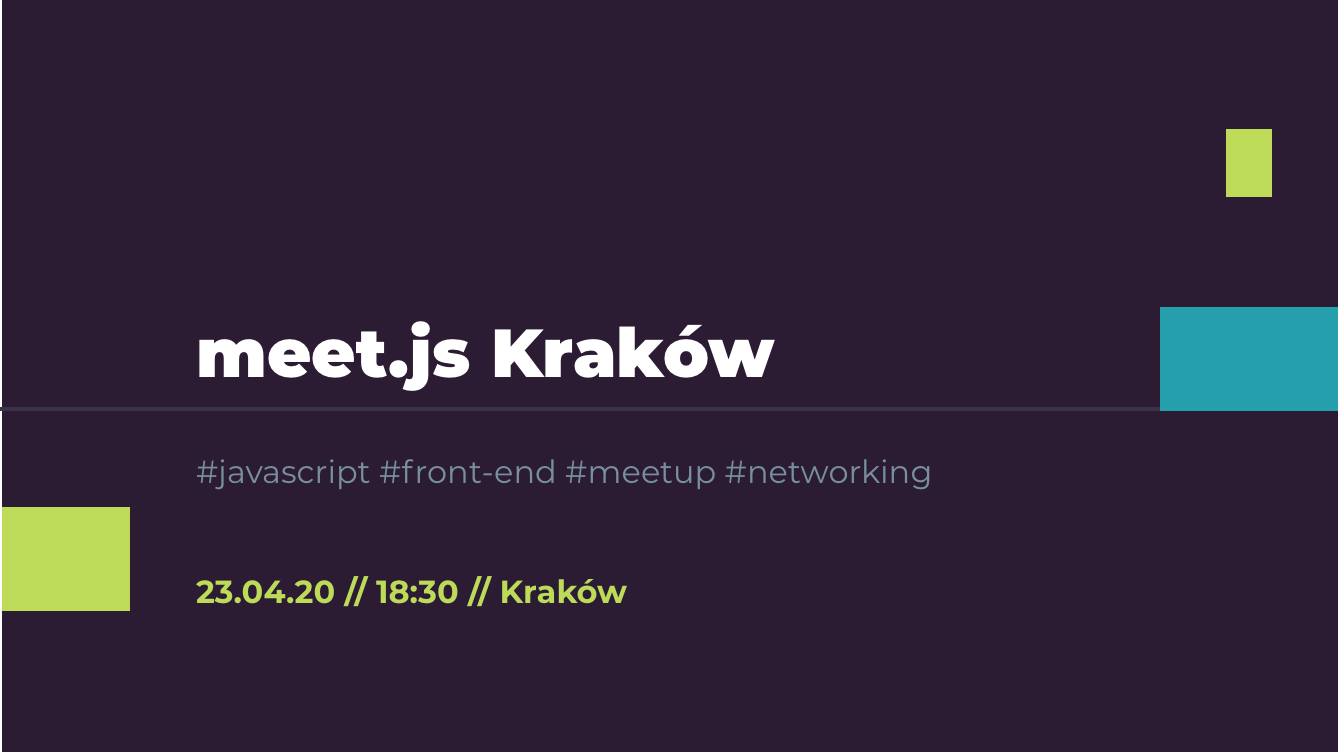 meet.js Kraków
#javascript #front-end #meetup #networking
23.04.20 // 18:30 // Kraków